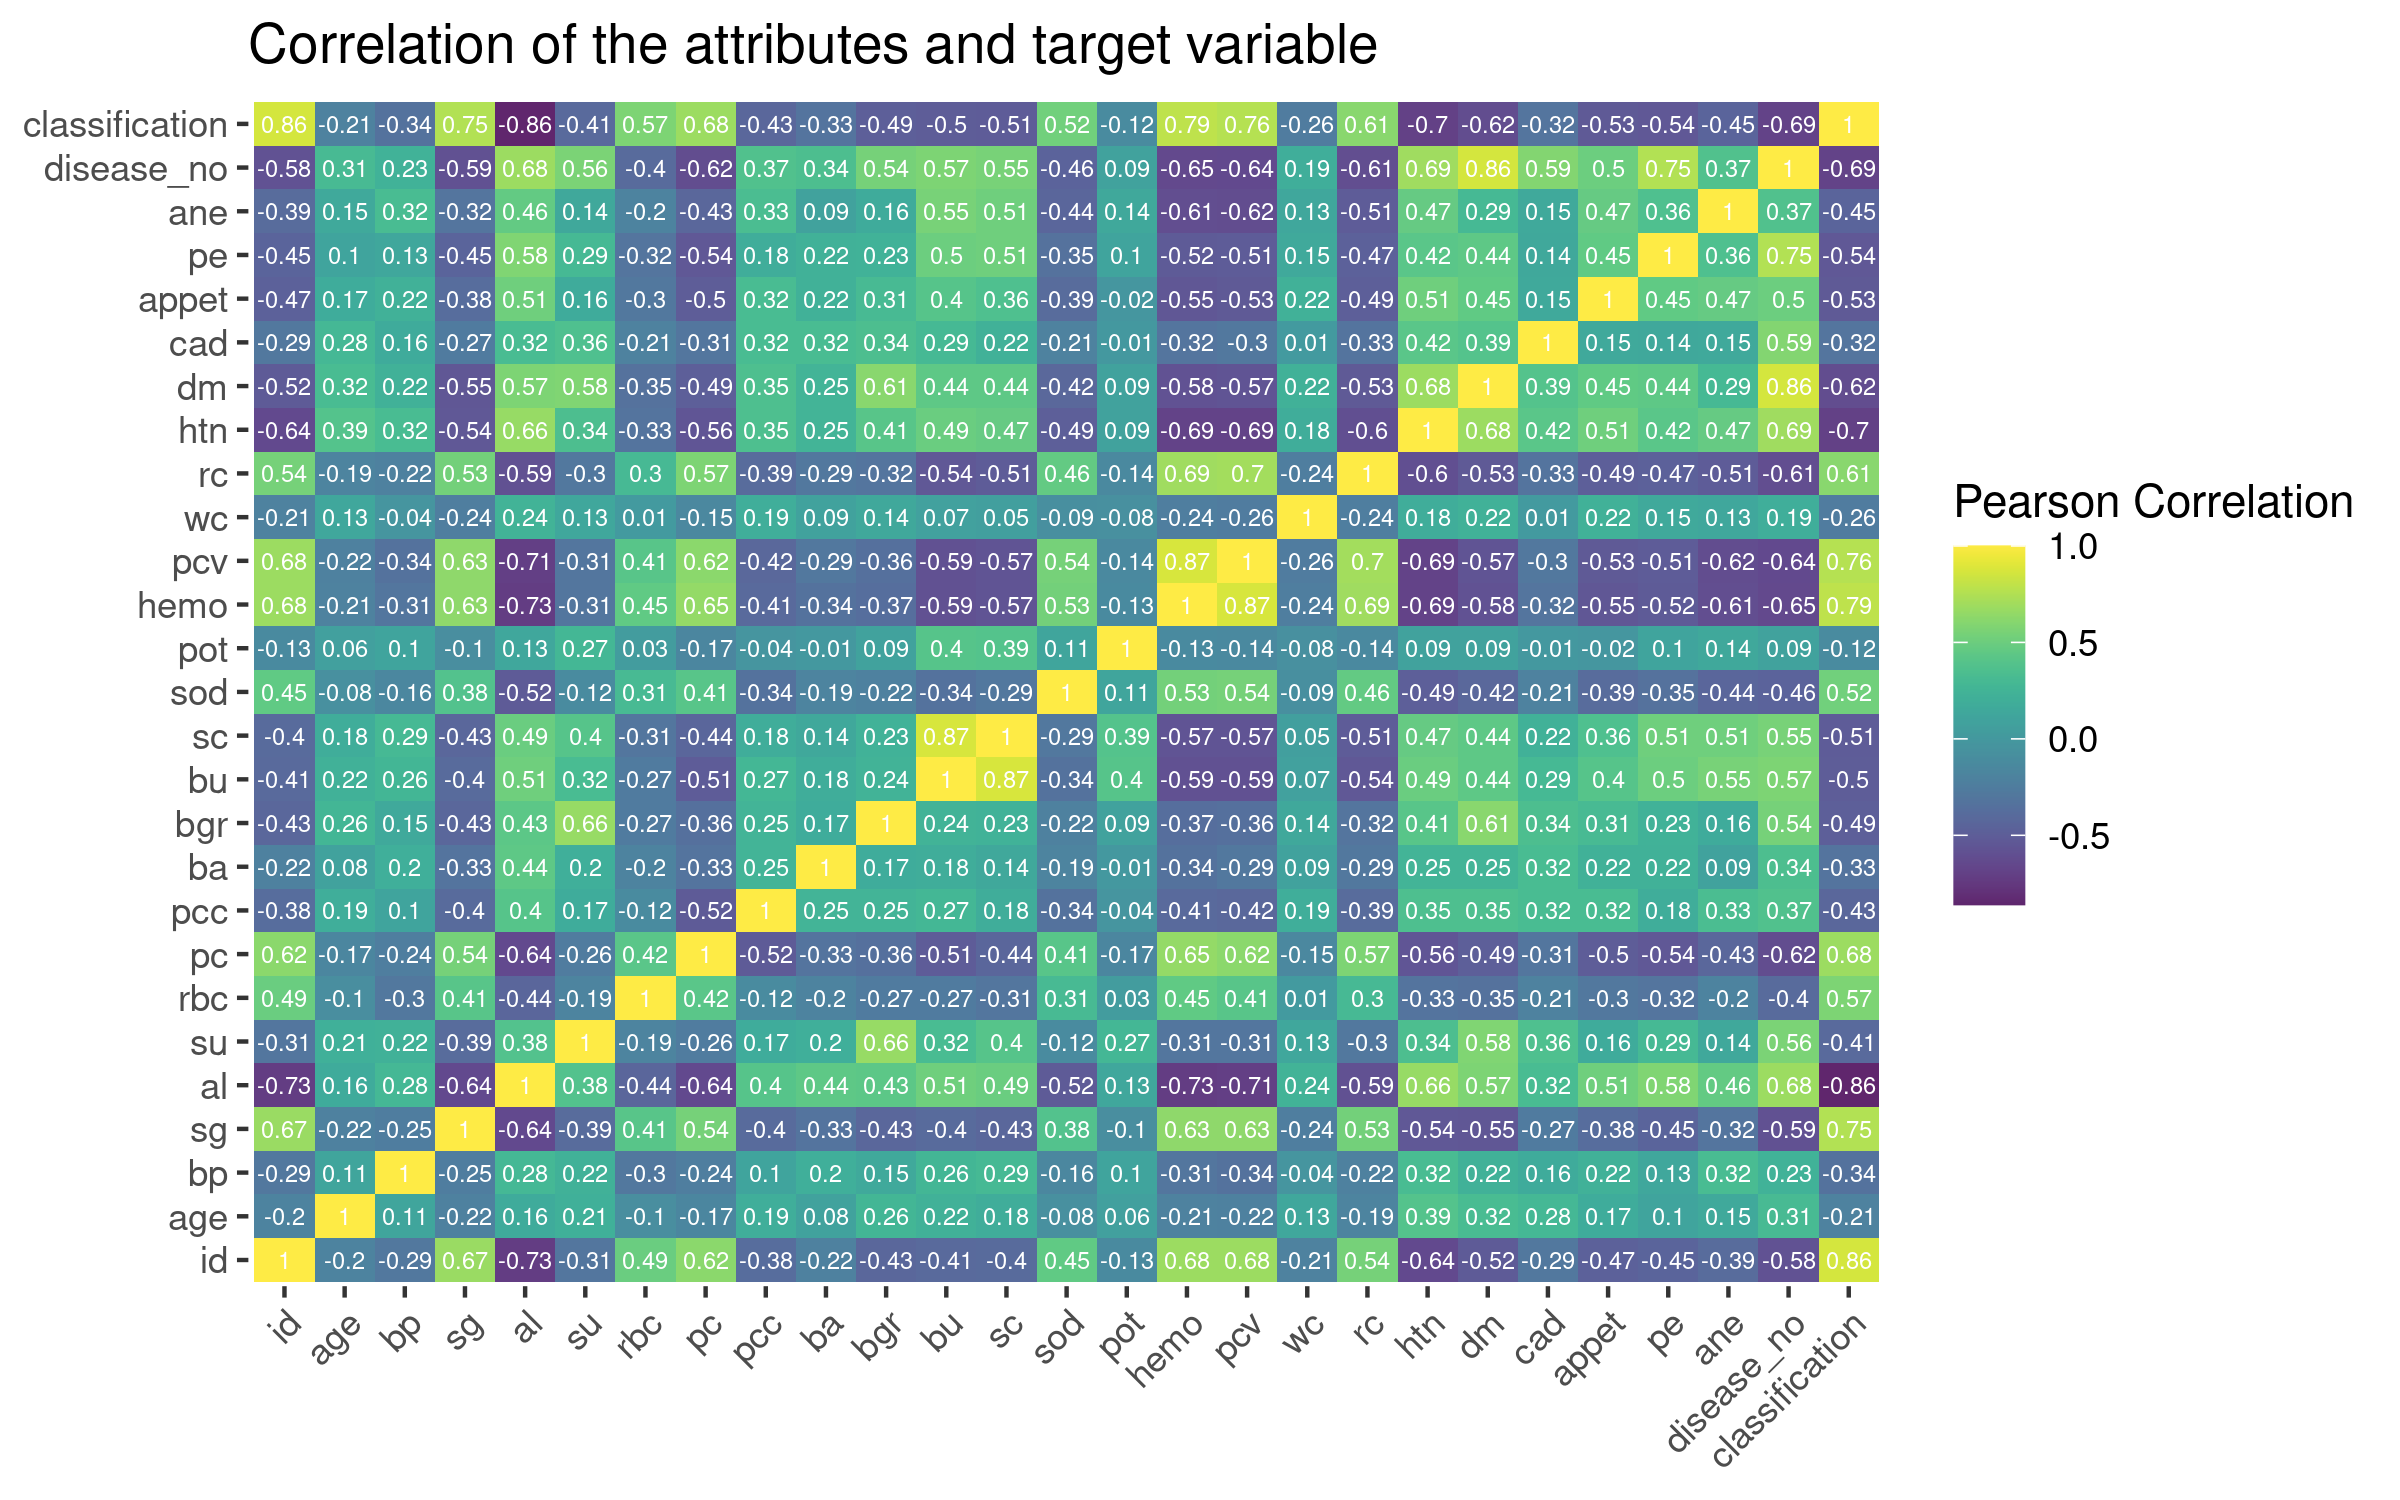 Correlation of the attributes and target variable
classification 0.86 -0.21 -0.34 0.75 -0.86 -0.41 0.57 0.68 -0.43 -0.33 -0.49 -0.5 -0.51 0.52 -0.12 0.79 0.76 -0.26 0.61 -0.7 -0.62 -0.32 -0.53 -0.54 -0.45 -0.69 1
disease_no -0.58 0.31 0.23 -0.59 0.68 0.56 -0.4 -0.62 0.37 0.34 0.54 0.57 0.55 -0.46 0.09 -0.65 -0.64 0.19 -0.61 0.69 0.86 0.59 0.5 0.75 0.37 1 -0.69
ane -0.39 0.15 0.32 -0.32 0.46 0.14 -0.2 -0.43 0.33 0.09 0.16 0.55 0.51 -0.44 0.14 -0.61 -0.62 0.13 -0.51 0.47 0.29 0.15 0.47 0.36 1 0.37 -0.45
pe -0.45 0.1 0.13 -0.45 0.58 0.29 -0.32 -0.54 0.18 0.22 0.23 0.5 0.51 -0.35 0.1 -0.52 -0.51 0.15 -0.47 0.42 0.44 0.14 0.45 1 0.36 0.75 -0.54
appet -0.47 0.17 0.22 -0.38 0.51 0.16 -0.3 -0.5 0.32 0.22 0.31 0.4 0.36 -0.39 -0.02 -0.55 -0.53 0.22 -0.49 0.51 0.45 0.15 1 0.45 0.47 0.5 -0.53
cad -0.29 0.28 0.16 -0.27 0.32 0.36 -0.21 -0.31 0.32 0.32 0.34 0.29 0.22 -0.21 -0.01 -0.32 -0.3 0.01 -0.33 0.42 0.39 1 0.15 0.14 0.15 0.59 -0.32
dm -0.52 0.32 0.22 -0.55 0.57 0.58 -0.35 -0.49 0.35 0.25 0.61 0.44 0.44 -0.42 0.09 -0.58 -0.57 0.22 -0.53 0.68 1 0.39 0.45 0.44 0.29 0.86 -0.62
htn -0.64 0.39 0.32 -0.54 0.66 0.34 -0.33 -0.56 0.35 0.25 0.41 0.49 0.47 -0.49 0.09 -0.69 -0.69 0.18 -0.6 1 0.68 0.42 0.51 0.42 0.47 0.69 -0.7
rc 0.54 -0.19 -0.22 0.53 -0.59 -0.3 0.3 0.57 -0.39 -0.29 -0.32 -0.54 -0.51 0.46 -0.14 0.69 0.7 -0.24 1 -0.6 -0.53 -0.33 -0.49 -0.47 -0.51 -0.61 0.61
wc -0.21 0.13 -0.04 -0.24 0.24 0.13 0.01 -0.15 0.19 0.09 0.14 0.07 0.05 -0.09 -0.08 -0.24 -0.26 1 -0.24 0.18 0.22 0.01 0.22 0.15 0.13 0.19 -0.26
pcv 0.68 -0.22 -0.34 0.63 -0.71 -0.31 0.41 0.62 -0.42 -0.29 -0.36 -0.59 -0.57 0.54 -0.14 0.87 1 -0.26 0.7 -0.69 -0.57 -0.3 -0.53 -0.51 -0.62 -0.64 0.76
hemo 0.68 -0.21 -0.31 0.63 -0.73 -0.31 0.45 0.65 -0.41 -0.34 -0.37 -0.59 -0.57 0.53 -0.13 1 0.87 -0.24 0.69 -0.69 -0.58 -0.32 -0.55 -0.52 -0.61 -0.65 0.79
pot -0.13 0.06 0.1 -0.1 0.13 0.27 0.03 -0.17 -0.04 -0.01 0.09 0.4 0.39 0.11 1 -0.13 -0.14 -0.08 -0.14 0.09 0.09 -0.01 -0.02 0.1 0.14 0.09 -0.12
sod 0.45 -0.08 -0.16 0.38 -0.52 -0.12 0.31 0.41 -0.34 -0.19 -0.22 -0.34 -0.29 1 0.11 0.53 0.54 -0.09 0.46 -0.49 -0.42 -0.21 -0.39 -0.35 -0.44 -0.46 0.52
sc -0.4 0.18 0.29 -0.43 0.49 0.4 -0.31 -0.44 0.18 0.14 0.23 0.87 1 -0.29 0.39 -0.57 -0.57 0.05 -0.51 0.47 0.44 0.22 0.36 0.51 0.51 0.55 -0.51
bu -0.41 0.22 0.26 -0.4 0.51 0.32 -0.27 -0.51 0.27 0.18 0.24 1 0.87 -0.34 0.4 -0.59 -0.59 0.07 -0.54 0.49 0.44 0.29 0.4 0.5 0.55 0.57 -0.5
bgr -0.43 0.26 0.15 -0.43 0.43 0.66 -0.27 -0.36 0.25 0.17 1 0.24 0.23 -0.22 0.09 -0.37 -0.36 0.14 -0.32 0.41 0.61 0.34 0.31 0.23 0.16 0.54 -0.49
ba -0.22 0.08 0.2 -0.33 0.44 0.2 -0.2 -0.33 0.25 1 0.17 0.18 0.14 -0.19 -0.01 -0.34 -0.29 0.09 -0.29 0.25 0.25 0.32 0.22 0.22 0.09 0.34 -0.33
pcc -0.38 0.19 0.1 -0.4 0.4 0.17 -0.12 -0.52 1 0.25 0.25 0.27 0.18 -0.34 -0.04 -0.41 -0.42 0.19 -0.39 0.35 0.35 0.32 0.32 0.18 0.33 0.37 -0.43
pc 0.62 -0.17 -0.24 0.54 -0.64 -0.26 0.42 1 -0.52 -0.33 -0.36 -0.51 -0.44 0.41 -0.17 0.65 0.62 -0.15 0.57 -0.56 -0.49 -0.31 -0.5 -0.54 -0.43 -0.62 0.68
rbc 0.49 -0.1 -0.3 0.41 -0.44 -0.19 1 0.42 -0.12 -0.2 -0.27 -0.27 -0.31 0.31 0.03 0.45 0.41 0.01 0.3 -0.33 -0.35 -0.21 -0.3 -0.32 -0.2 -0.4 0.57
su -0.31 0.21 0.22 -0.39 0.38 1 -0.19 -0.26 0.17 0.2 0.66 0.32 0.4 -0.12 0.27 -0.31 -0.31 0.13 -0.3 0.34 0.58 0.36 0.16 0.29 0.14 0.56 -0.41
al -0.73 0.16 0.28 -0.64 1 0.38 -0.44 -0.64 0.4 0.44 0.43 0.51 0.49 -0.52 0.13 -0.73 -0.71 0.24 -0.59 0.66 0.57 0.32 0.51 0.58 0.46 0.68 -0.86
sg 0.67 -0.22 -0.25 1 -0.64 -0.39 0.41 0.54 -0.4 -0.33 -0.43 -0.4 -0.43 0.38 -0.1 0.63 0.63 -0.24 0.53 -0.54 -0.55 -0.27 -0.38 -0.45 -0.32 -0.59 0.75
bp -0.29 0.11 1 -0.25 0.28 0.22 -0.3 -0.24 0.1 0.2 0.15 0.26 0.29 -0.16 0.1 -0.31 -0.34 -0.04 -0.22 0.32 0.22 0.16 0.22 0.13 0.32 0.23 -0.34
age -0.2 1 0.11 -0.22 0.16 0.21 -0.1 -0.17 0.19 0.08 0.26 0.22 0.18 -0.08 0.06 -0.21 -0.22 0.13 -0.19 0.39 0.32 0.28 0.17 0.1 0.15 0.31 -0.21
id 1 -0.2 -0.29 0.67 -0.73 -0.31 0.49 0.62 -0.38 -0.22 -0.43 -0.41 -0.4 0.45 -0.13 0.68 0.68 -0.21 0.54 -0.64 -0.52 -0.29 -0.47 -0.45 -0.39 -0.58 0.86
id age bp sg al su rbc pc pcc ba bgr bu sc sod pot hemo pcv wc rc htn dm cad appet pe ane disease_no classification
Pearson Correlation
1.0
0.5
0.0
-0.5